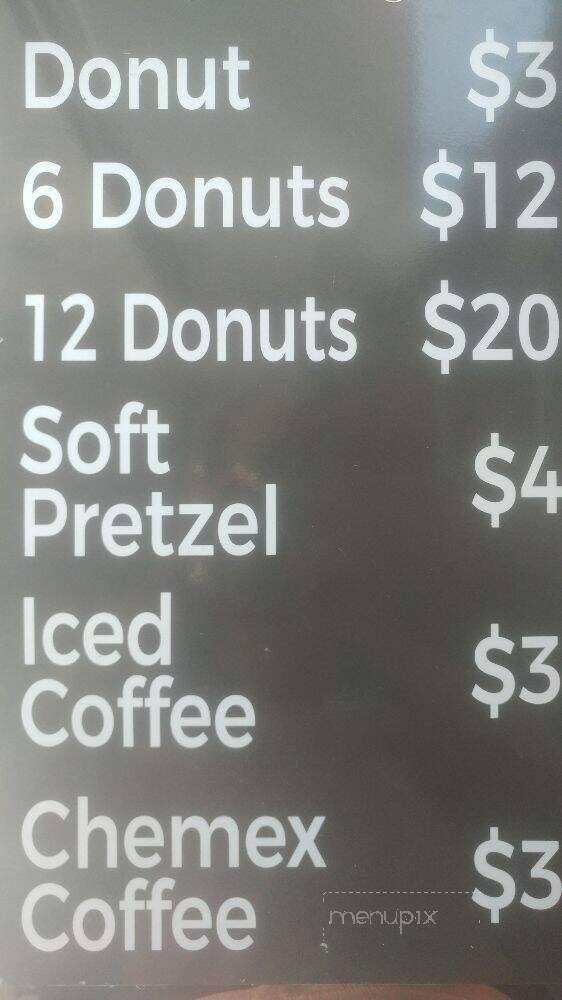 Donut $3
6 Donuts $12
12 Donuts $20
Soft
Pretzel $4
Iced
Coffee $3
Chemex
Coffee $3
menupix